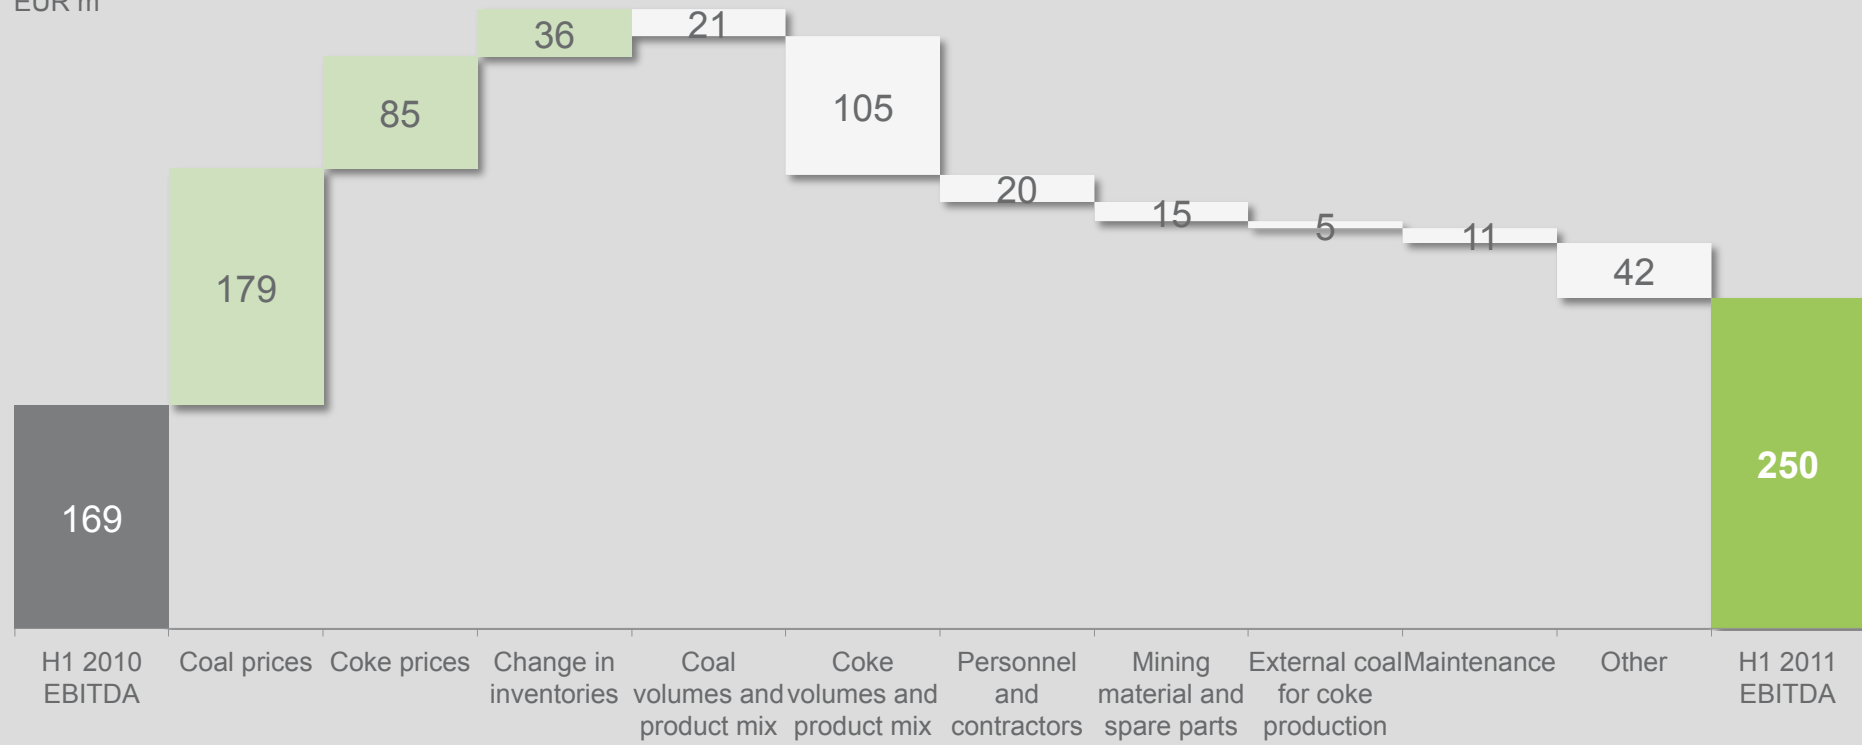 EUR m
36
21
85
105
179
20
15
5
11
42
169
250
H1 2010
EBITDA
Coal prices
Coke prices
Change in
inventories
Coal
volumes and
product mix
Coke
volumes and
product mix
Personnel
and
contractors
Mining
material and
spare parts
External coal
for coke
production
Maintenance
Other
H1 2011
EBITDA